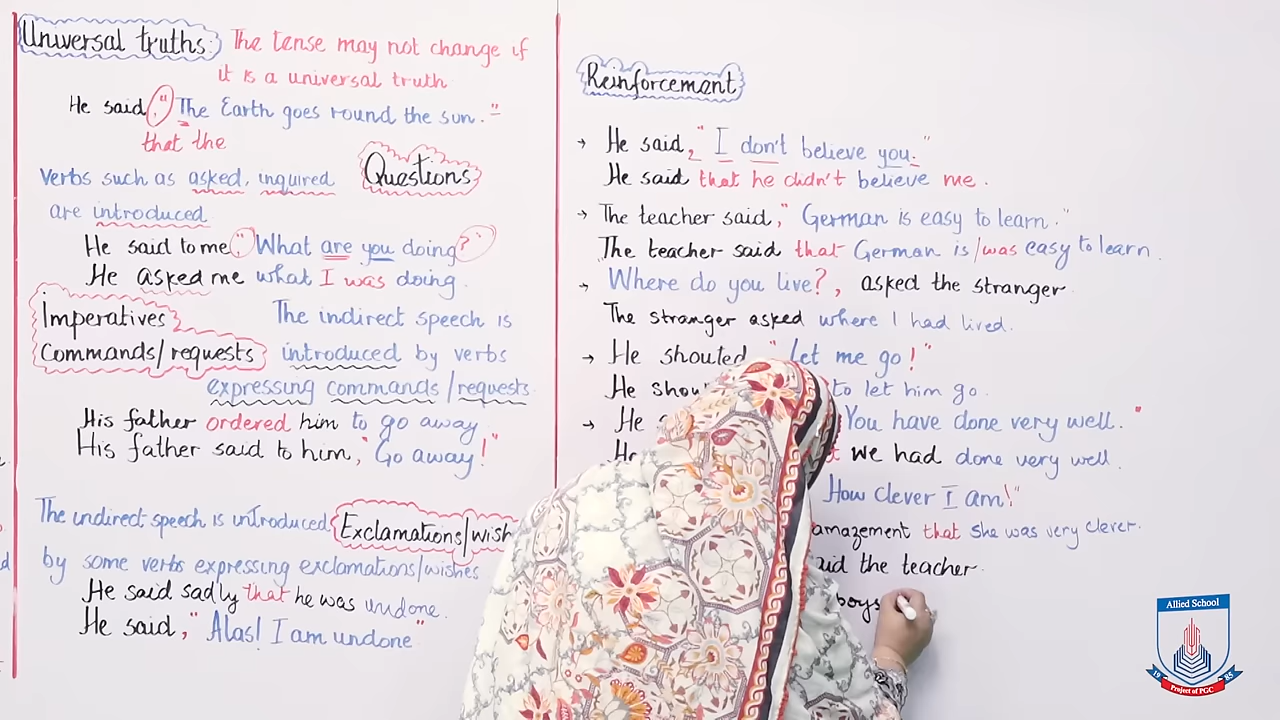 Universal truths:
The tense may not change if
it is a universal truth
He said, "The Earth goes round the sun."
that the
Questions
verbs such as asked, inquired
are introduced
He said to me, "What are you doing?"
He asked me what I was doing.
Imperatives
Commands/requests
The indirect speech is
introduced by verbs
expressing commands/requests
His father ordered him to go away
His father said to him, "Go away!"
The indirect speech is introduced
Exclamations/wish
by some verbs expressing exclamations/wishes
He said sadly that he was undone.
He said, "Alas! I am undone"
Reinforcement
→ He said, "I don't believe you."
He said that he didn't believe me.
→ The teacher said, "German is easy to learn."
The teacher said that German is/was easy to learn.
→ Where do you live?, asked the stranger.
The stranger asked where I had lived.
→ He shouted "let me go!"
He shou to let him go.
→ He You have done very well."
He we had done very well.
How clever I am!"
amazement that she was very clever.
aid the teacher.
boys
Allied School
19 85
Project of PGC